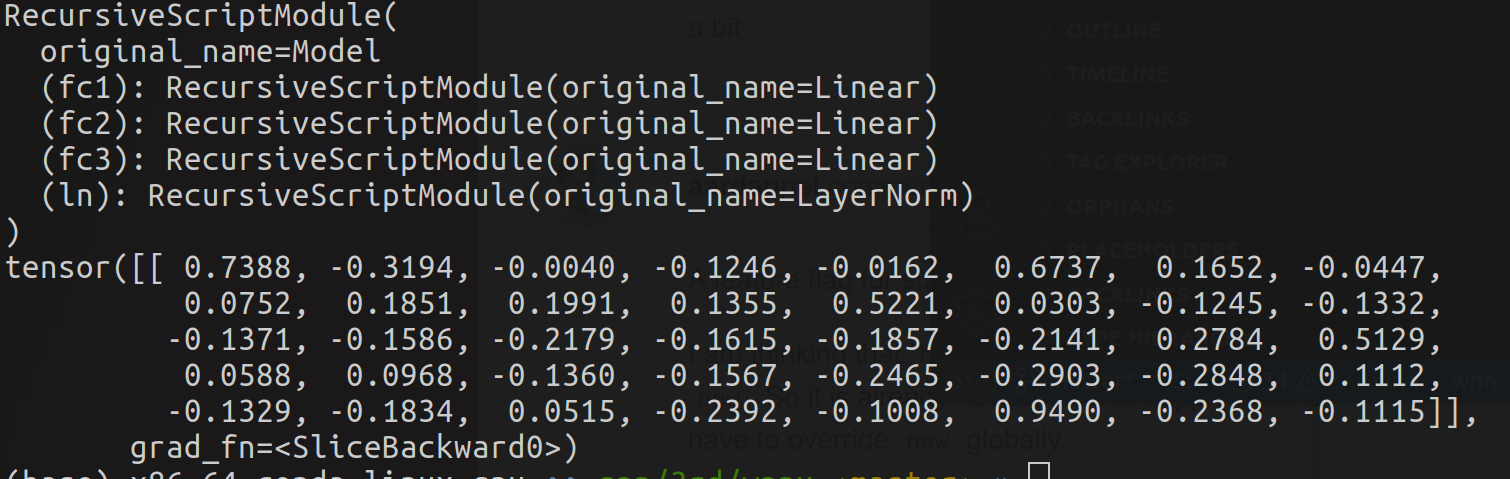 RecursiveScriptModule(
  original_name=Model
  (fc1): RecursiveScriptModule(original_name=Linear)
  (fc2): RecursiveScriptModule(original_name=Linear)
  (fc3): RecursiveScriptModule(original_name=Linear)
  (ln): RecursiveScriptModule(original_name=LayerNorm)
)
tensor([[ 0.7388, -0.3194, -0.0040, -0.1246, -0.0162,  0.6737,  0.1652, -0.0447,
          0.0752,  0.1851,  0.1991,  0.1355,  0.5221,  0.0303, -0.1245, -0.1332,
         -0.1371, -0.1586, -0.2179, -0.1615, -0.1857, -0.2141,  0.2784,  0.5129,
          0.0588,  0.0968, -0.1360, -0.1567, -0.2465, -0.2903, -0.2848,  0.1112,
         -0.1329, -0.1834,  0.0515, -0.2392, -0.1008,  0.9490, -0.2368, -0.1115]],
       grad_fn=<SliceBackward0>)
a bit
A feature flag for
have to override new globally
OUTLINE
TIMELINE
BACKLINKS
TAG EXPLORER
ORPHANS
PLACEHOLDERS
wnn